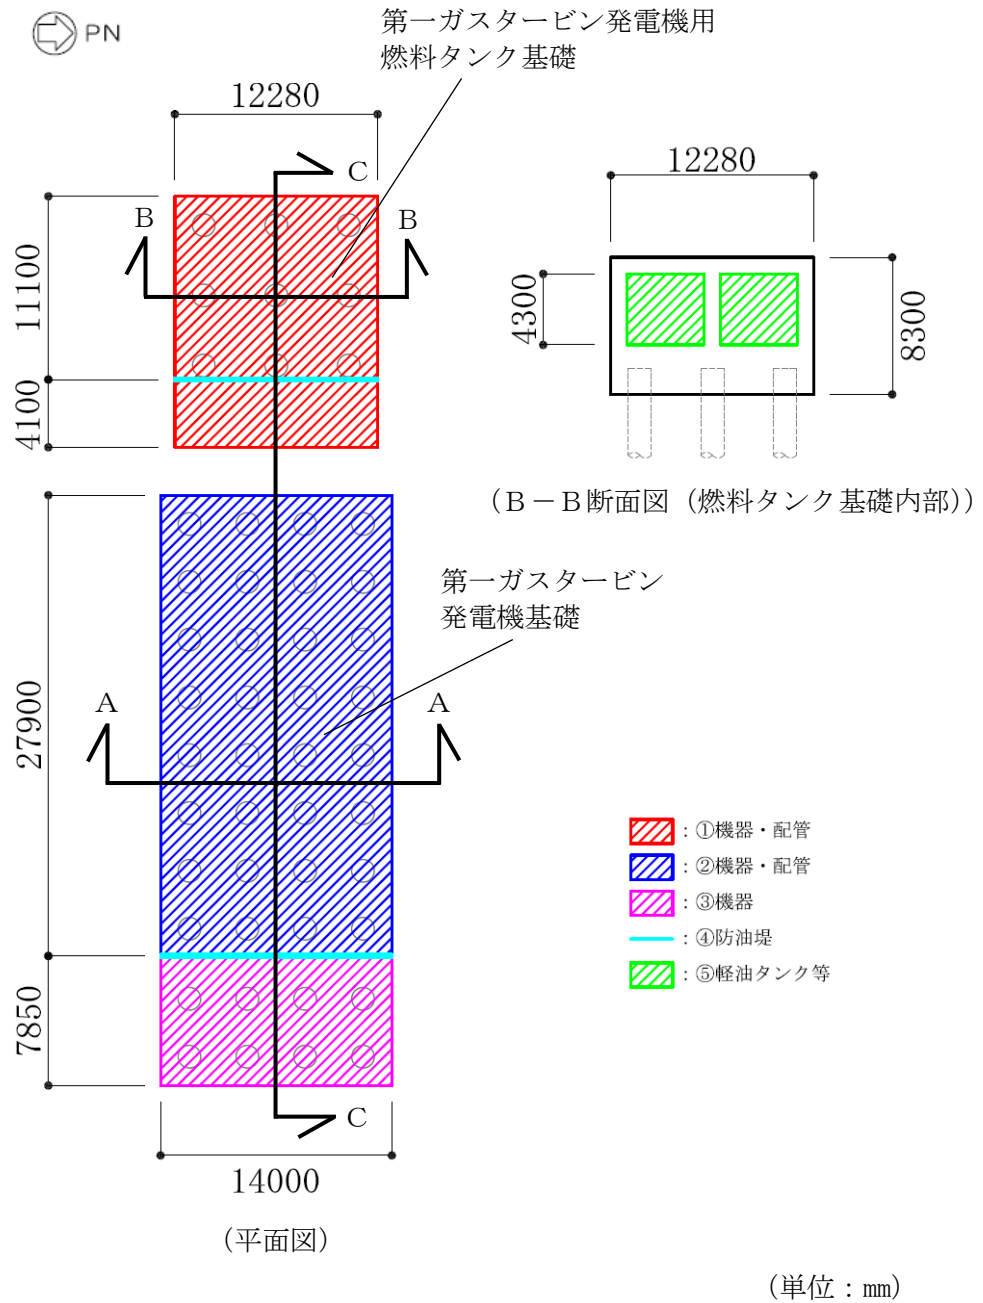 PN
第一ガスタービン発電機用
燃料タンク基礎
12280
C
B
B
11100
4100
12280
4300
8300
(B-B断面図(燃料タンク基礎内部))
第一ガスタービン
発電機基礎
A
A
27900
7850
:①機器・配管
:②機器・配管
:③機器
:④防油堤
:⑤軽油タンク等
C
14000
(平面図)
(単位:mm)